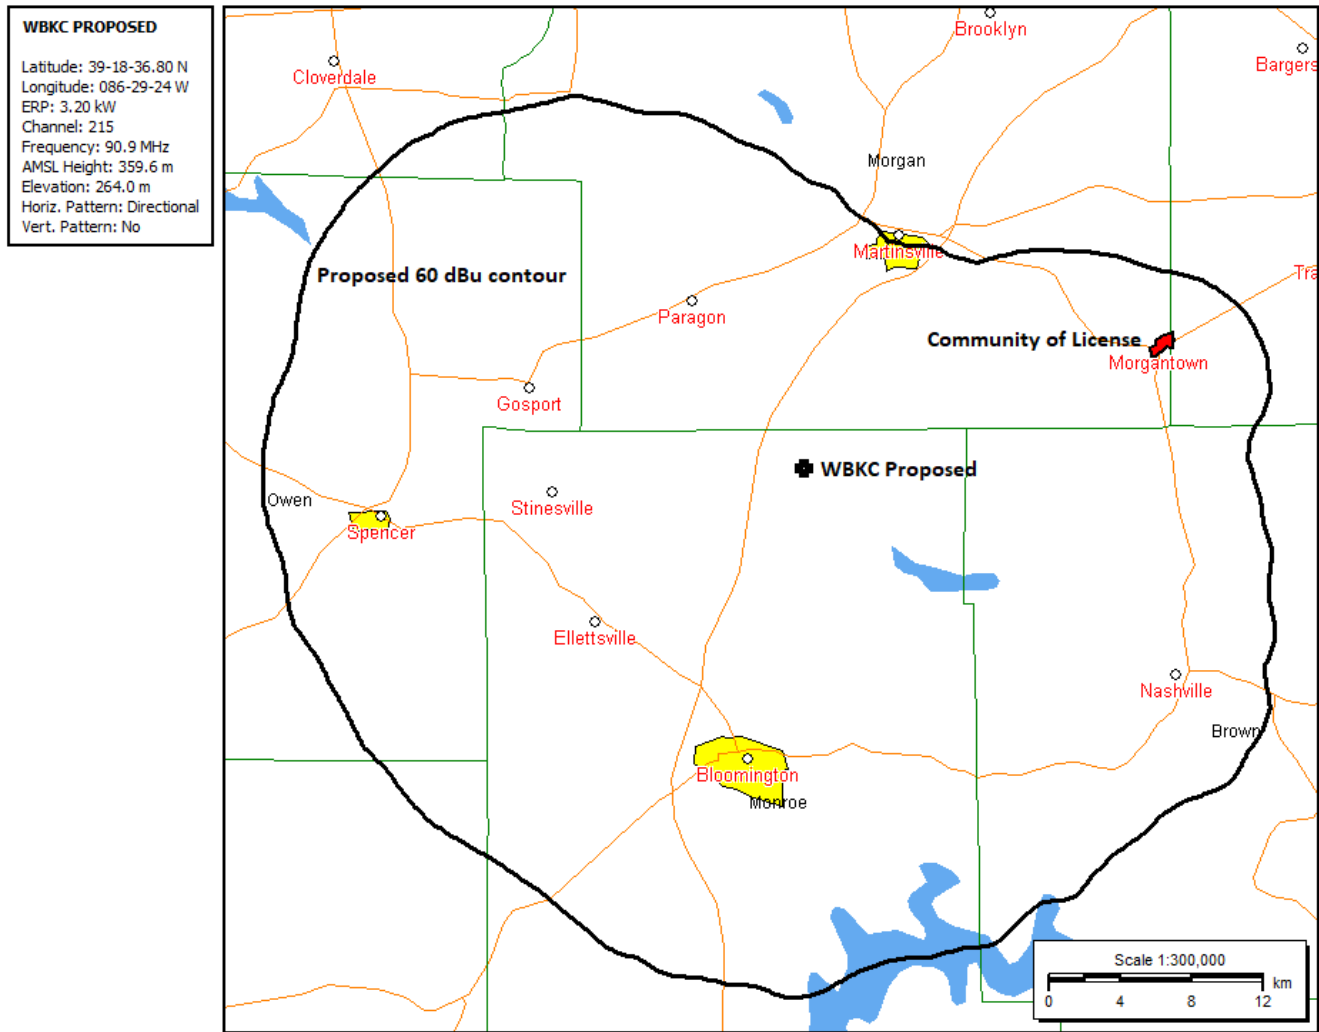 WBKC PROPOSED
Latitude: 39-18-36.80 N
Longitude: 086-29-24 W
ERP: 3.20 kW
Channel: 215
Frequency: 90.9 MHz
AMSL Height: 359.6 m
Elevation: 264.0 m
Horiz. Pattern: Directional
Vert. Pattern: No
Brooklyn
Bargers
Cloverdale
Morgan
Martinsville
Proposed 60 dBu contour
Tra
Paragon
Community of License
Morgantown
Gosport
WBKC Proposed
Owen
Stinesville
Spencer
Ellettsville
Nashville
Brown
Bloomington
Monroe
Scale 1:300,000
km
0 4 8 12